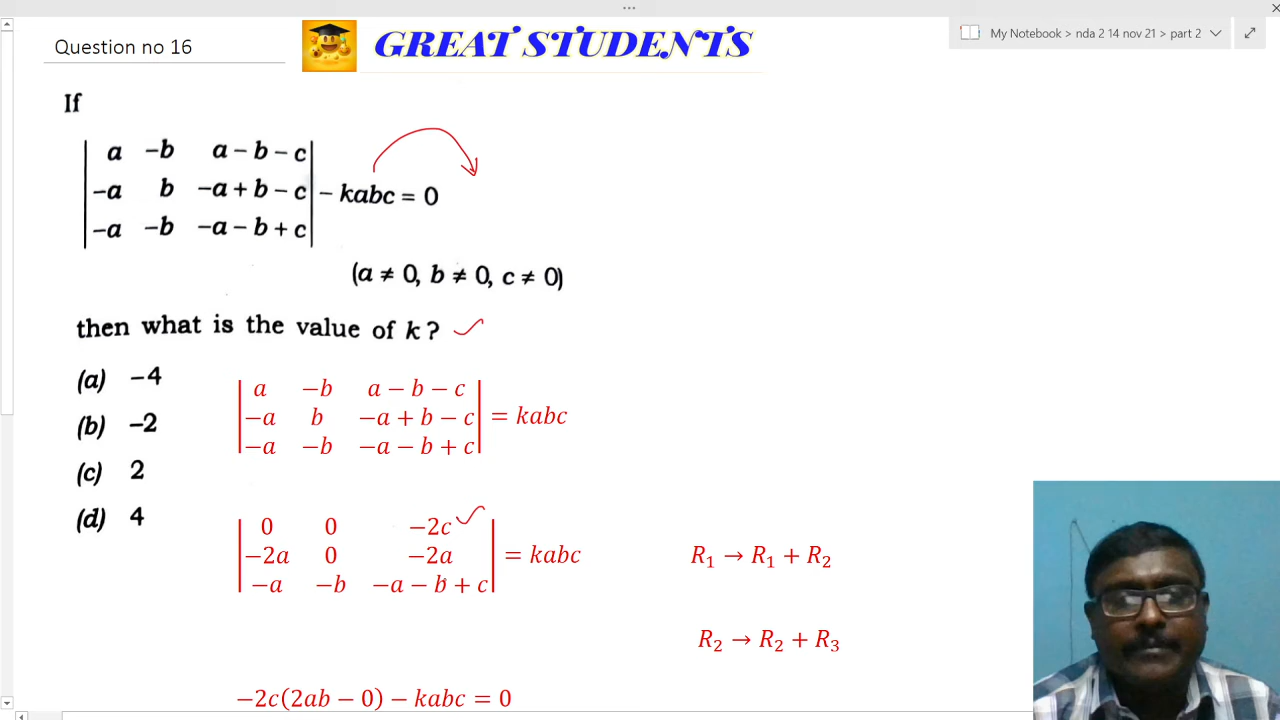 Question no 16
GREAT STUDENTS
My Notebook > nda 2 14 nov 21 > part 2
If
| a −b a − b − c |
| −a b −a + b − c | − kabc = 0
| −a −b −a − b + c |
(a ≠ 0, b ≠ 0, c ≠ 0)
then what is the value of k?
(a) −4
(b) −2
(c) 2
(d) 4
| a −b a − b − c |
| −a b −a + b − c | = kabc
| −a −b −a − b + c |
| 0 0 −2c |
| −2a 0 −2a | = kabc
| −a −b −a − b + c |
R₁ → R₁ + R₂
R₂ → R₂ + R₃
−2c(2ab − 0) − kabc = 0